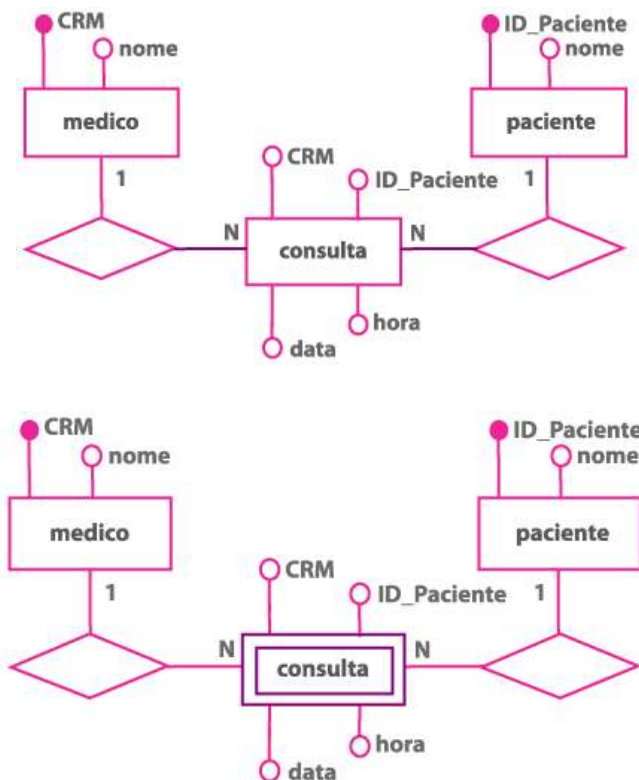 CRM
nome
medico
1
ID_Paciente
nome
paciente
1
CRM
ID_Paciente
N
consulta
N
hora
data
CRM
nome
medico
1
ID_Paciente
nome
paciente
1
CRM
ID_Paciente
N
consulta
N
hora
data